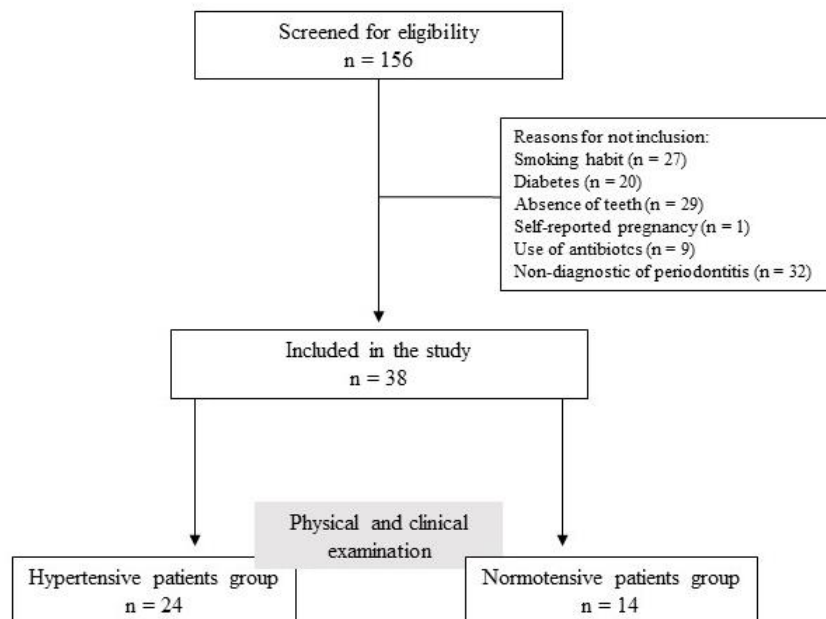 Screened for eligibility
n = 156
Reasons for not inclusion:
Smoking habit (n = 27)
Diabetes (n = 20)
Absence of teeth (n = 29)
Self-reported pregnancy (n = 1)
Use of antibiotcs (n = 9)
Non-diagnostic of periodontitis (n = 32)
Included in the study
n = 38
Physical and clinical
examination
Hypertensive patients group
n = 24
Normotensive patients group
n = 14